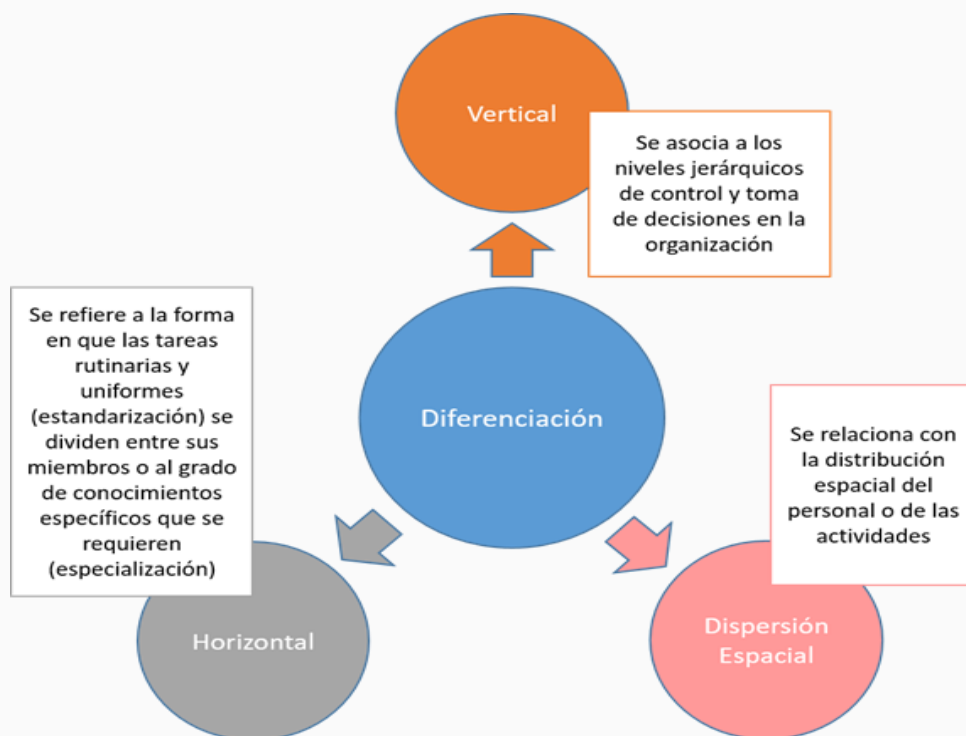 Vertical
Se asocia a los
niveles jerárquicos
de control y toma
de decisiones en la
organización
Se refiere a la forma
en que las tareas
rutinarias y
uniformes
(estandarización) se
dividen entre sus
miembros o al grado
de conocimientos
específicos que se
requieren
(especialización)
Diferenciación
Se relaciona con
la distribución
espacial del
personal o de las
actividades
Horizontal
Dispersión
Espacial